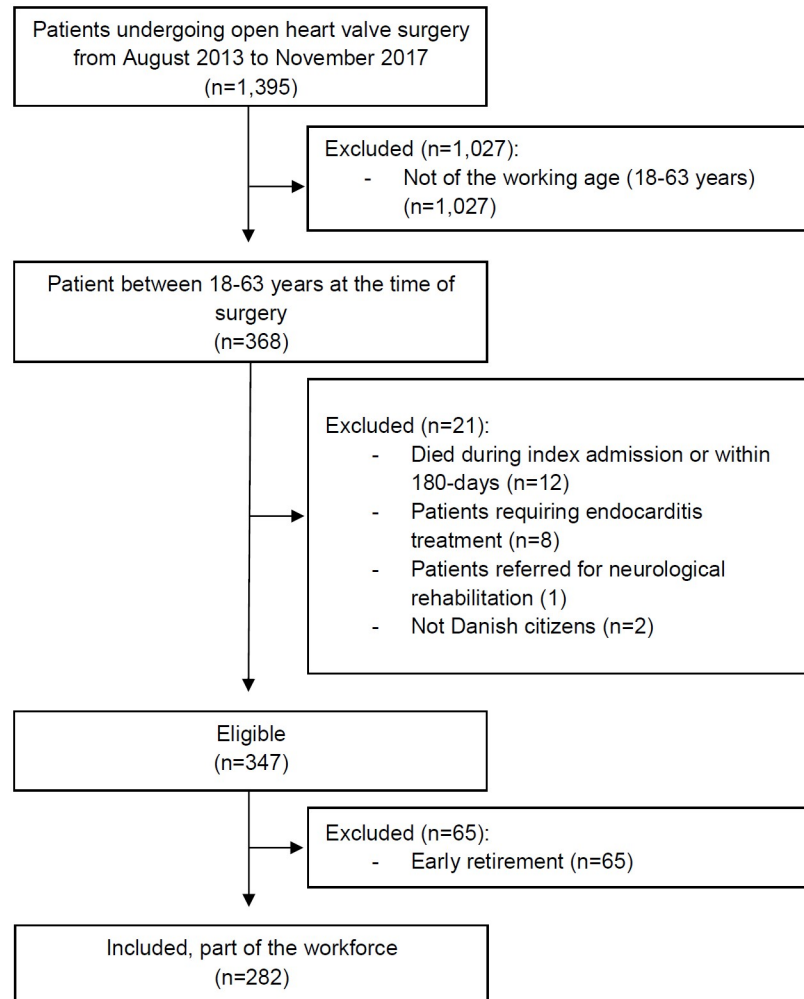 Patients undergoing open heart valve surgery
from August 2013 to November 2017
(n=1,395)
Excluded (n=1,027):
- Not of the working age (18-63 years)
(n=1,027)
Patient between 18-63 years at the time of
surgery
(n=368)
Excluded (n=21):
- Died during index admission or within
180-days (n=12)
- Patients requiring endocarditis
treatment (n=8)
- Patients referred for neurological
rehabilitation (1)
- Not Danish citizens (n=2)
Eligible
(n=347)
Excluded (n=65):
- Early retirement (n=65)
Included, part of the workforce
(n=282)